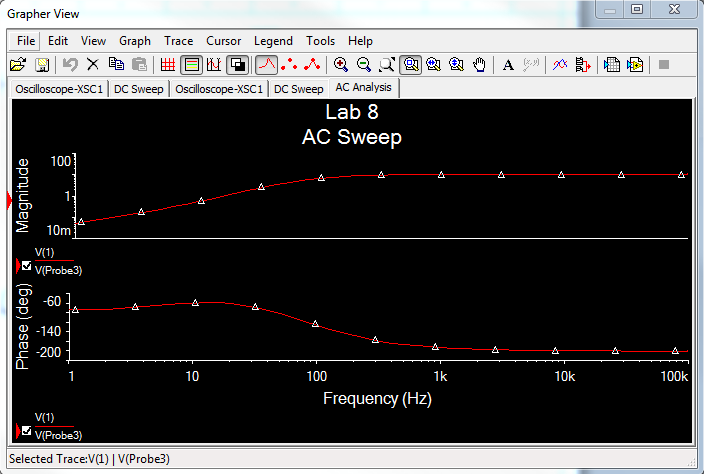 Grapher View
File Edit View Graph Trace Cursor Legend Tools Help
A (x,y)
Oscilloscope-XSC1 DC Sweep Oscilloscope-XSC1 DC Sweep AC Analysis
Lab 8
AC Sweep
Magnitude
100
1
10m
V(1)
V(Probe3)
Phase (deg)
-60
-140
-200
1 10 100 1k 10k 100k
Frequency (Hz)
V(1)
V(Probe3)
Selected Trace:V(1) | V(Probe3)